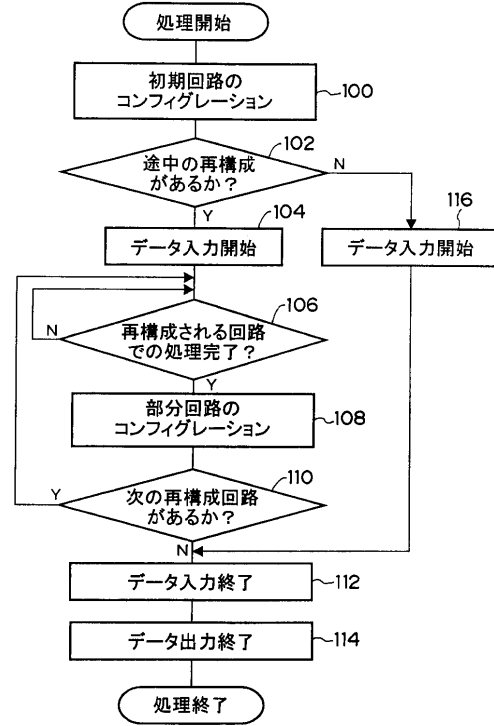 処理開始
初期回路の
コンフィグレーション
100
102
途中の再構成
があるか？
N
Y
104
116
データ入力開始
データ入力開始
106
N
再構成される回路
での処理完了？
Y
部分回路の
コンフィグレーション
108
110
Y
次の再構成回路
があるか？
N
データ入力終了
112
データ出力終了
114
処理終了